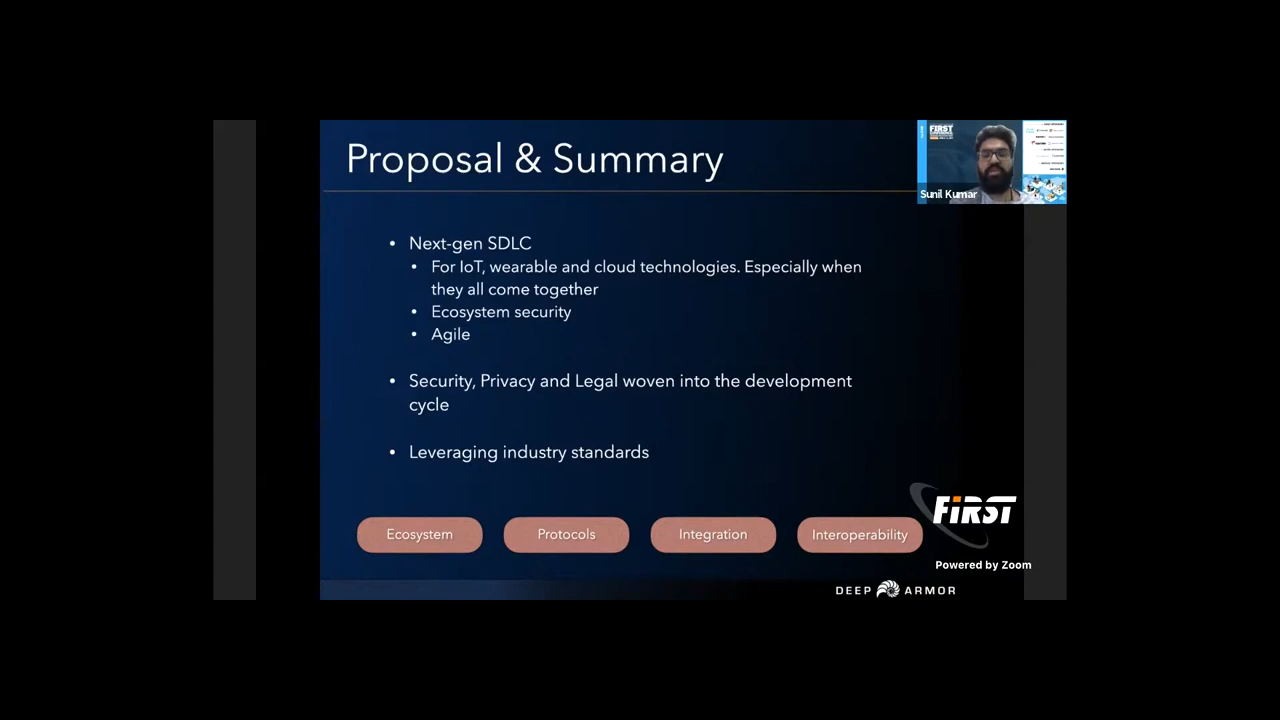 Proposal & Summary
FIRST
Sunil Kumar
• Next-gen SDLC
• For IoT, wearable and cloud technologies. Especially when
they all come together
• Ecosystem security
• Agile
• Security, Privacy and Legal woven into the development
cycle
• Leveraging industry standards
Ecosystem
Protocols
Integration
Interoperability
FiRST
Powered by Zoom
DEEP ARMOR